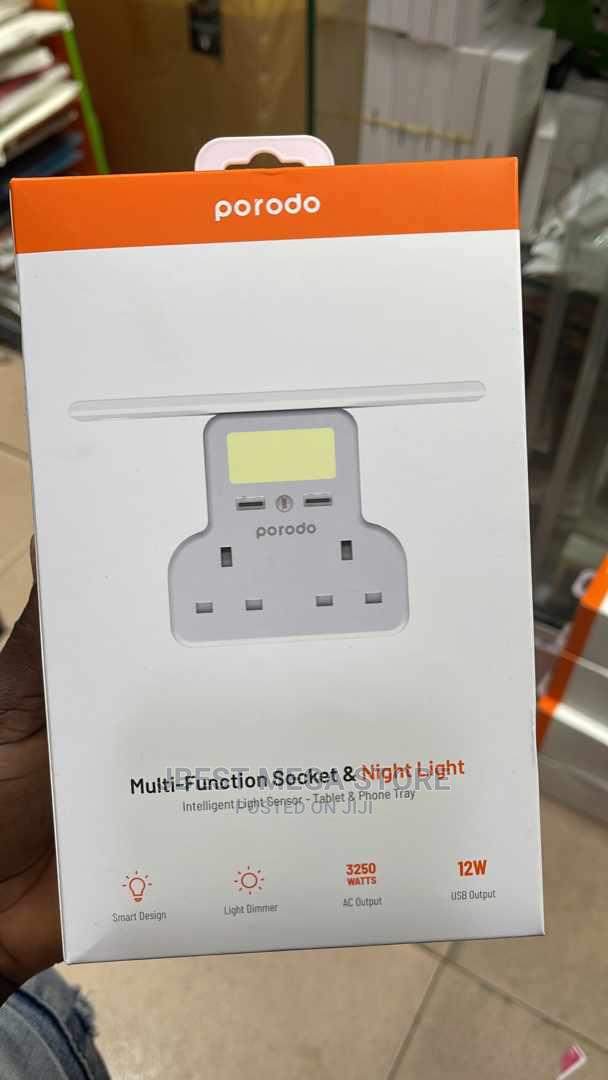 porodo
porodo
Multi-Function Socket & Night Light
JBEST MEGA STORE
Intelligent Light Sensor - Tablet & Phone Tray
POSTED ON JIJI
3250
WATTS
12W
Smart Design
Light Dimmer
AC Output
USB Output